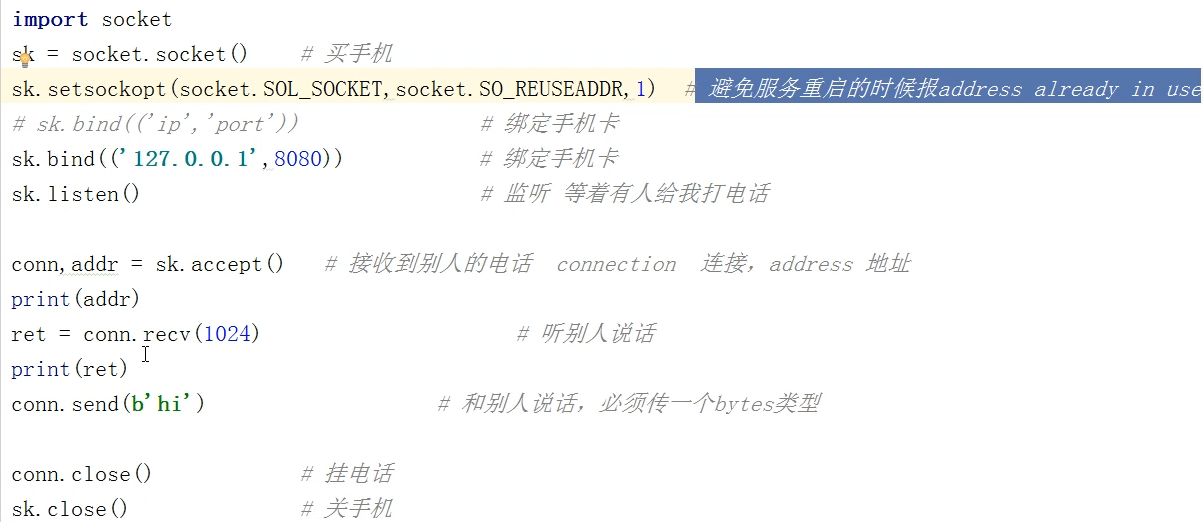 import socket
sk = socket.socket()    # 买手机
sk.setsockopt(socket.SOL_SOCKET,socket.SO_REUSEADDR,1)  # 避免服务重启的时候报address already in use
# sk.bind(('ip','port'))    # 绑定手机卡
sk.bind(('127.0.0.1',8080))    # 绑定手机卡
sk.listen()    # 监听 等着有人给我打电话
conn,addr = sk.accept()   # 接收到别人的电话  connection  连接，address 地址
print(addr)
ret = conn.recv(1024)    # 听别人说话
print(ret)
conn.send(b'hi')    # 和别人说话，必须传一个bytes类型
conn.close()    # 挂电话
sk.close()    # 关手机